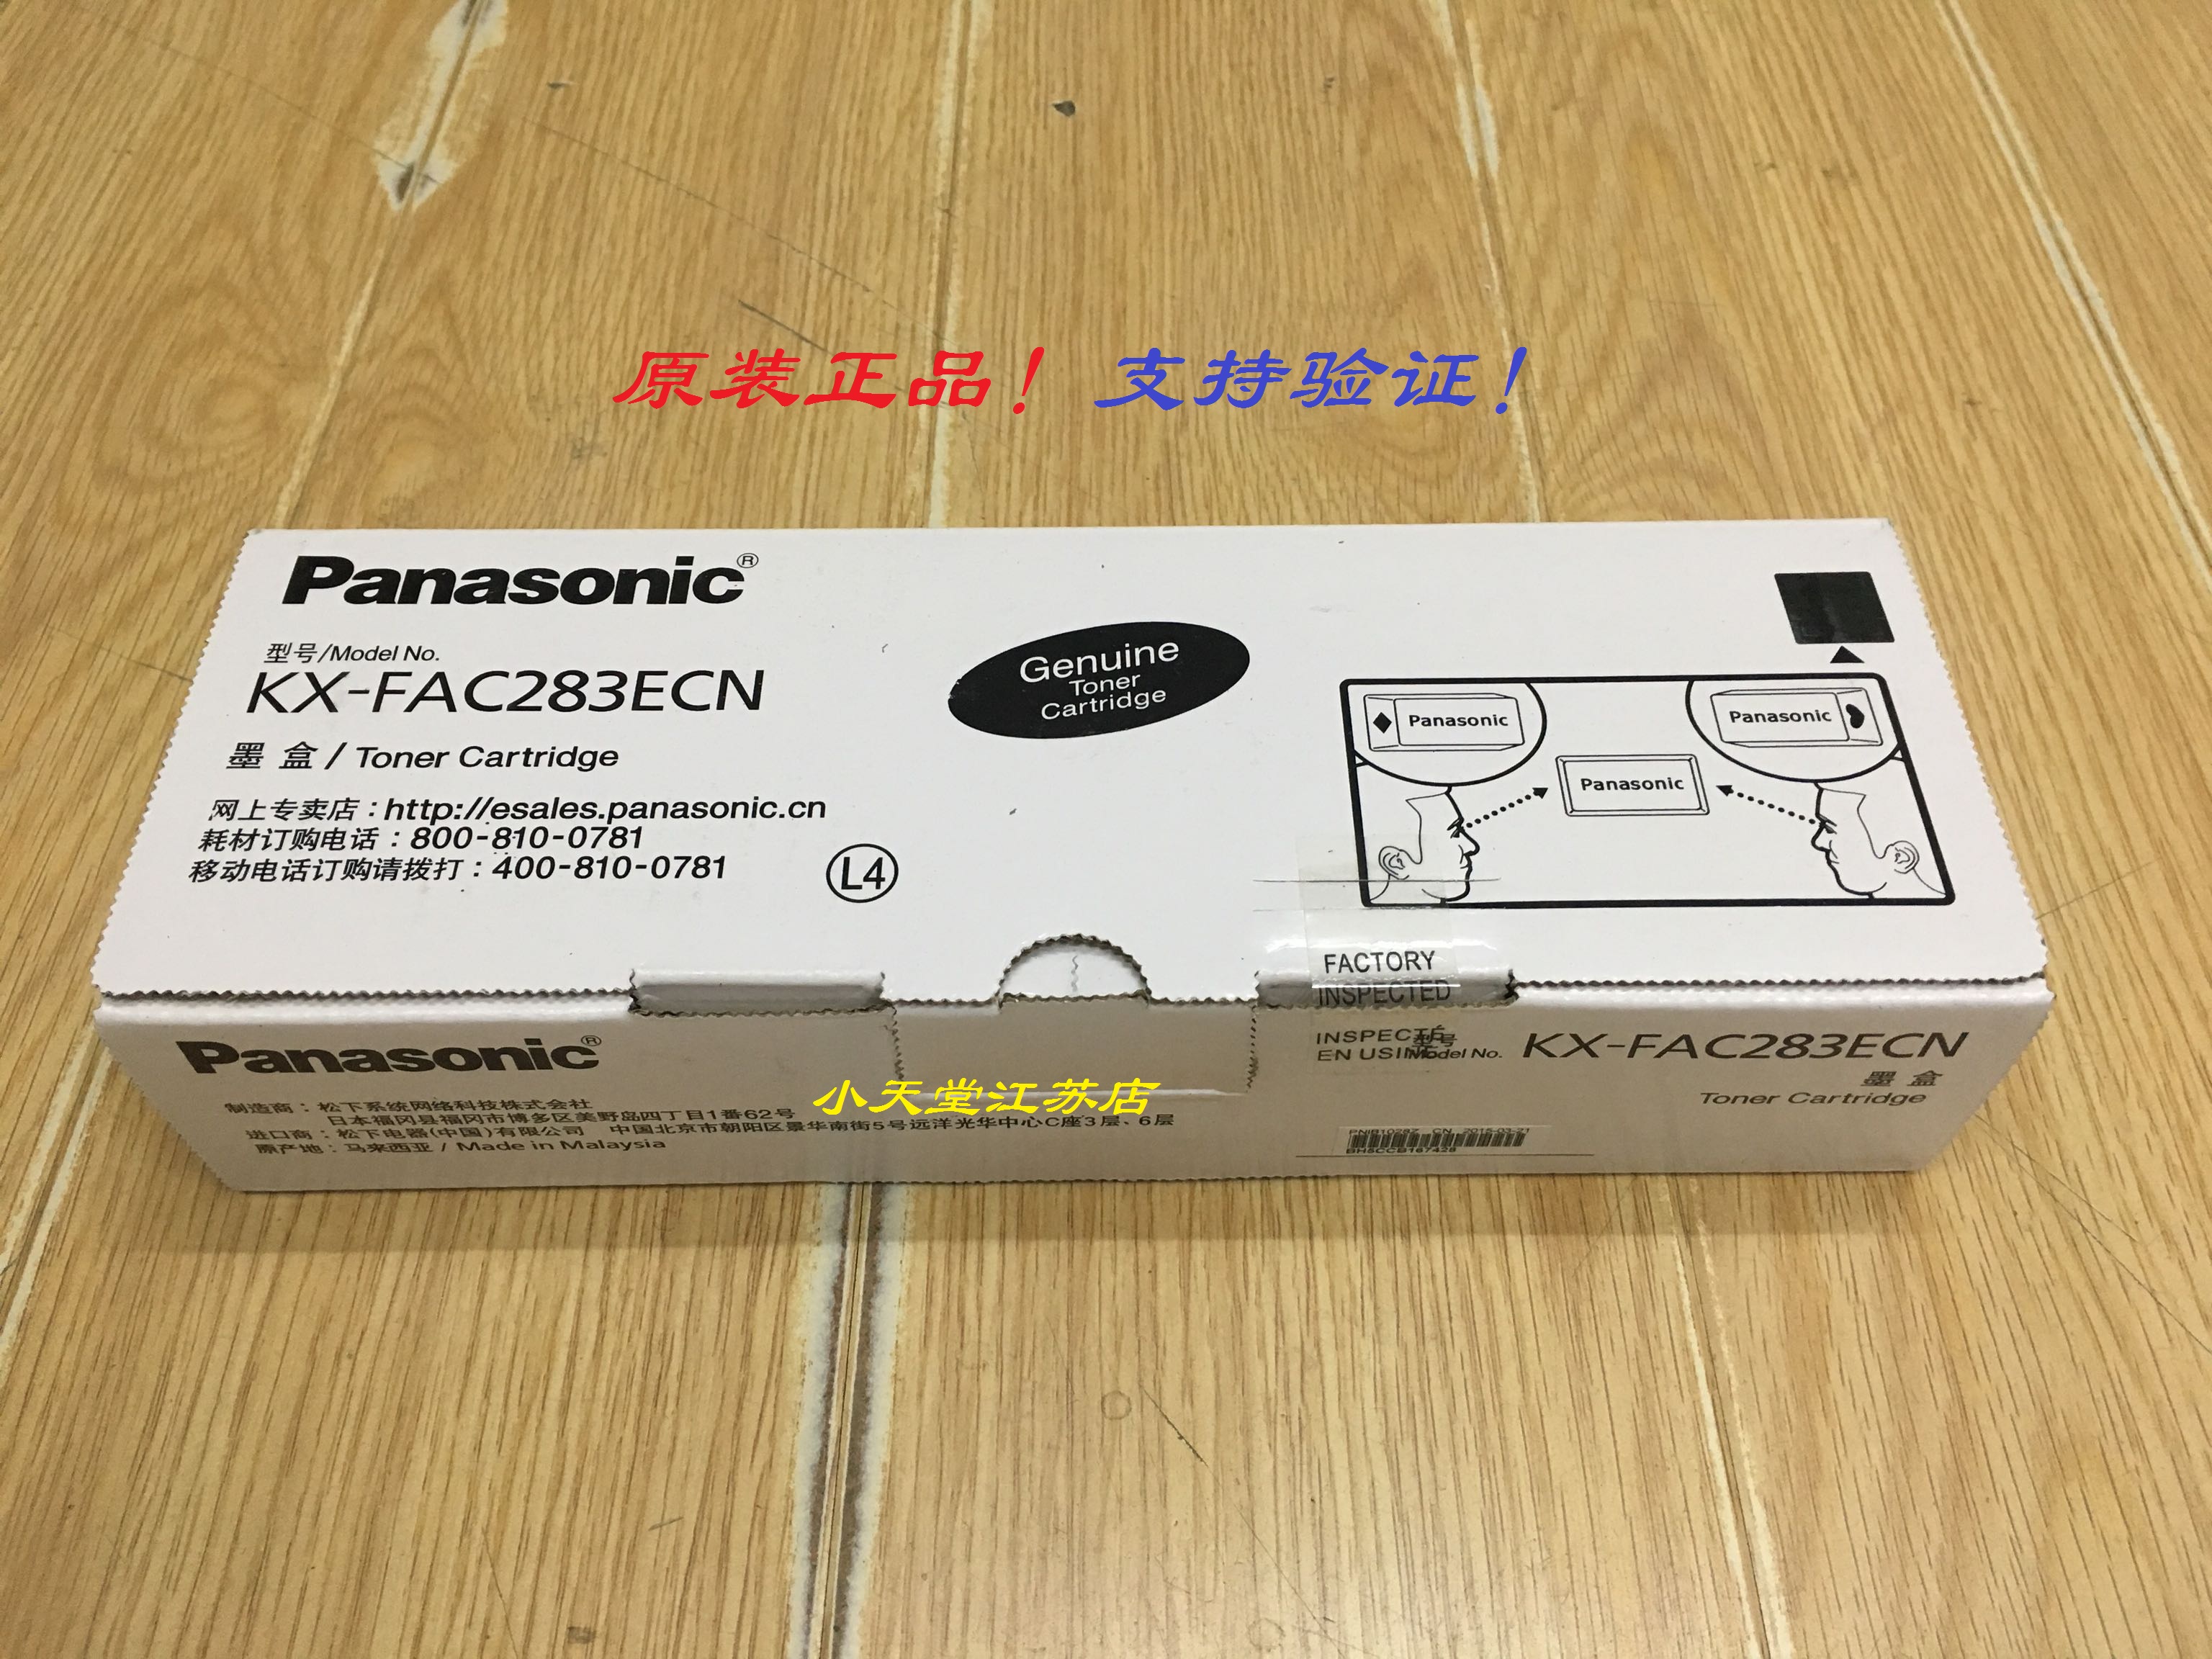 原装正品！支持验证！
Panasonic®
型号/Model No.
KX-FAC283ECN
墨 盒 / Toner Cartridge
网上专卖店：http://esales.panasonic.cn
耗材订购电话：800-810-0781
移动电话订购请拨打：400-810-0781
L4
Genuine
Toner
Cartridge
Panasonic
Panasonic
Panasonic
FACTORY
INSPECTED
Panasonic®
制造商：松下系统网络科技株式会社
日本福冈县福冈市博多区美野岛四丁目1番62号
进口商：松下电器(中国)有限公司 中国北京市朝阳区景华南街5号远洋光华中心C座3层、6层
原产地：马来西亚 / Made in Malaysia
小天堂江苏店
INSPECTÉ
EN USINE
型号
Model No.
KX-FAC283ECN
墨 盒
Toner Cartridge
CN 2015-03-21
BH5CCB167428